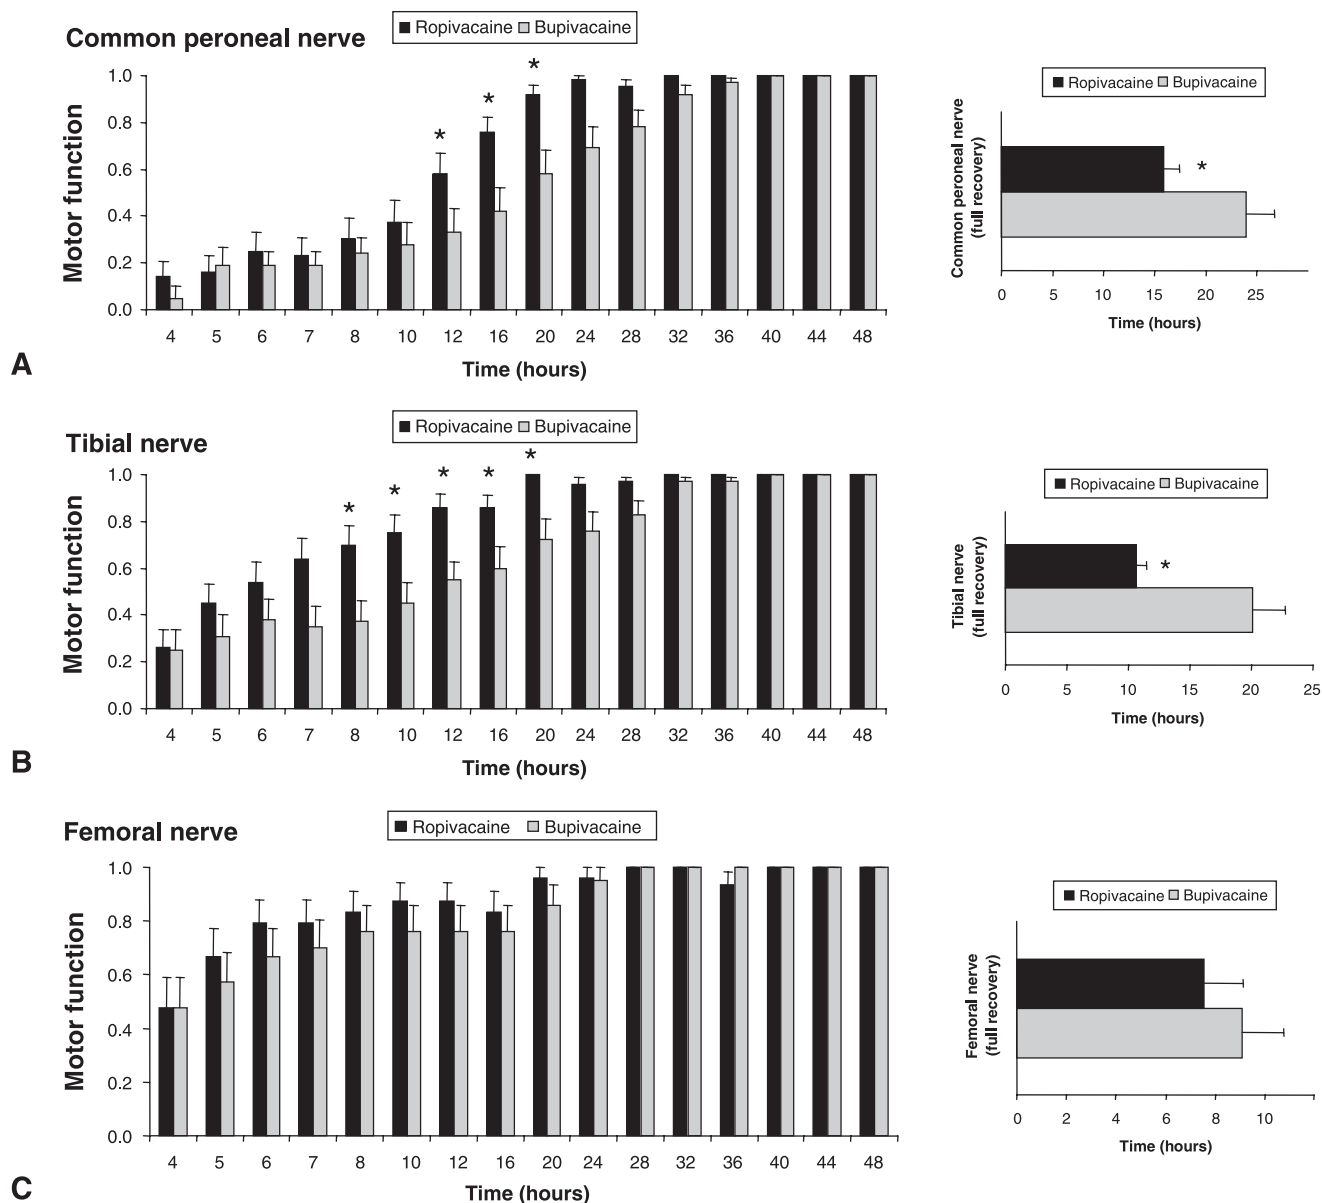 Common peroneal nerve
Ropivacaine Bupivacaine
* * *
1.0
0.8
0.6
0.4
0.2
0.0
Motor function
4 5 6 7 8 10 12 16 20 24 28 32 36 40 44 48
Time (hours)
A
Ropivacaine Bupivacaine
Common peroneal nerve
(full recovery)
*
0 5 10 15 20 25
Time (hours)
Tibial nerve
Ropivacaine Bupivacaine
* * * * *
1.0
0.8
0.6
0.4
0.2
0.0
Motor function
4 5 6 7 8 10 12 16 20 24 28 32 36 40 44 48
Time (hours)
B
Ropivacaine Bupivacaine
Tibial nerve
(full recovery)
*
0 5 10 15 20 25
Time (hours)
Femoral nerve
Ropivacaine Bupivacaine
1.0
0.8
0.6
0.4
0.2
0.0
Motor function
4 5 6 7 8 10 12 16 20 24 28 32 36 40 44 48
Time (hours)
C
Ropivacaine Bupivacaine
Femoral nerve
(full recovery)
0 2 4 6 8 10
Time (hours)